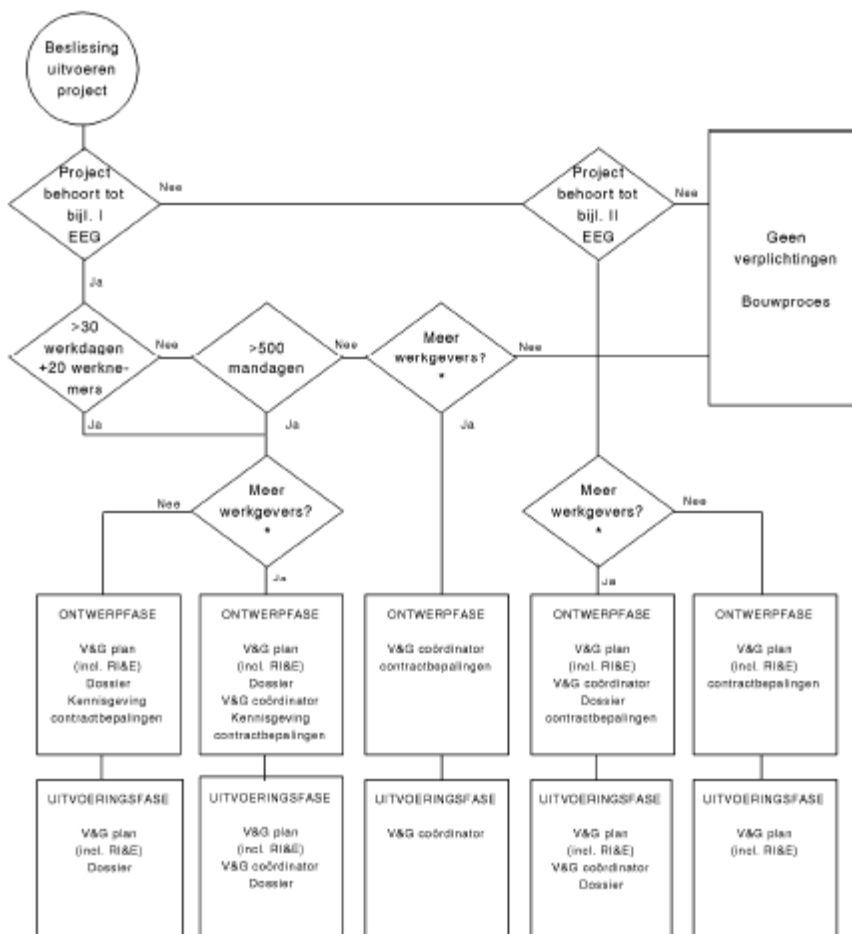 Beslissing
uitvoeren
project
Project
behoort tot
bijl. I
EEG
Nee
Project
behoort tot
bijl. II
EEG
Nee
Geen
verplichtingen
Bouwproces
Ja
>30
werkdagen
+20 werkne-
mers
Nee
>500
mandagen
Nee
Meer
werkgevers?
*
Nee
Ja
Ja
Ja
Nee
Meer
werkgevers?
*
Ja
Meer
werkgevers?
*
Nee
Ja
ONTWERPFASE
V&G plan
(incl. RI&E)
Dossier
Kennisgeving
contractbepalingen
ONTWERPFASE
V&G plan
(incl. RI&E)
Dossier
V&G coördinator
Kennisgeving
contractbepalingen
ONTWERPFASE
V&G coördinator
contractbepalingen
ONTWERPFASE
V&G plan
(incl. RI&E)
V&G coördinator
Dossier
contractbepalingen
ONTWERPFASE
V&G plan
(incl. RI&E)
contractbepalingen
UITVOERINGSFASE
V&G plan
(incl. RI&E)
Dossier
UITVOERINGSFASE
V&G plan
(incl. RI&E)
V&G coördinator
Dossier
UITVOERINGSFASE
V&G coördinator
UITVOERINGSFASE
V&G plan
(incl. RI&E)
V&G coördinator
Dossier
UITVOERINGSFASE
V&G plan
(incl. RI&E)